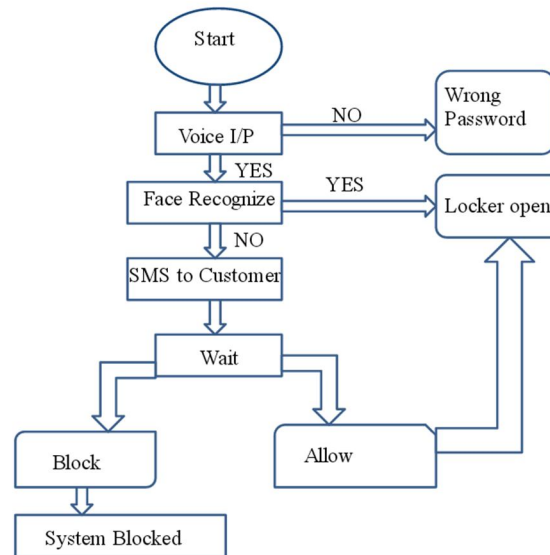 Start
Voice I/P
NO
Wrong
Password
YES
Face Recognize
YES
Locker open
NO
SMS to Customer
Wait
Block
Allow
System Blocked